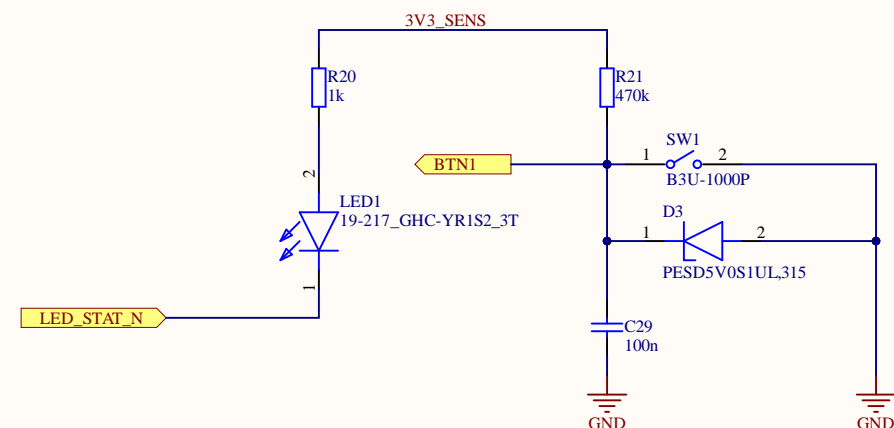 3V3_SENS
R20
1k
R21
470k
SW1
1
2
B3U-1000P
BTN1
2
LED1
19-217_GHC-YR1S2_3T
D3
1
2
PESD5V0S1UL,315
1
LED_STAT_N
C29
100n
GND
GND